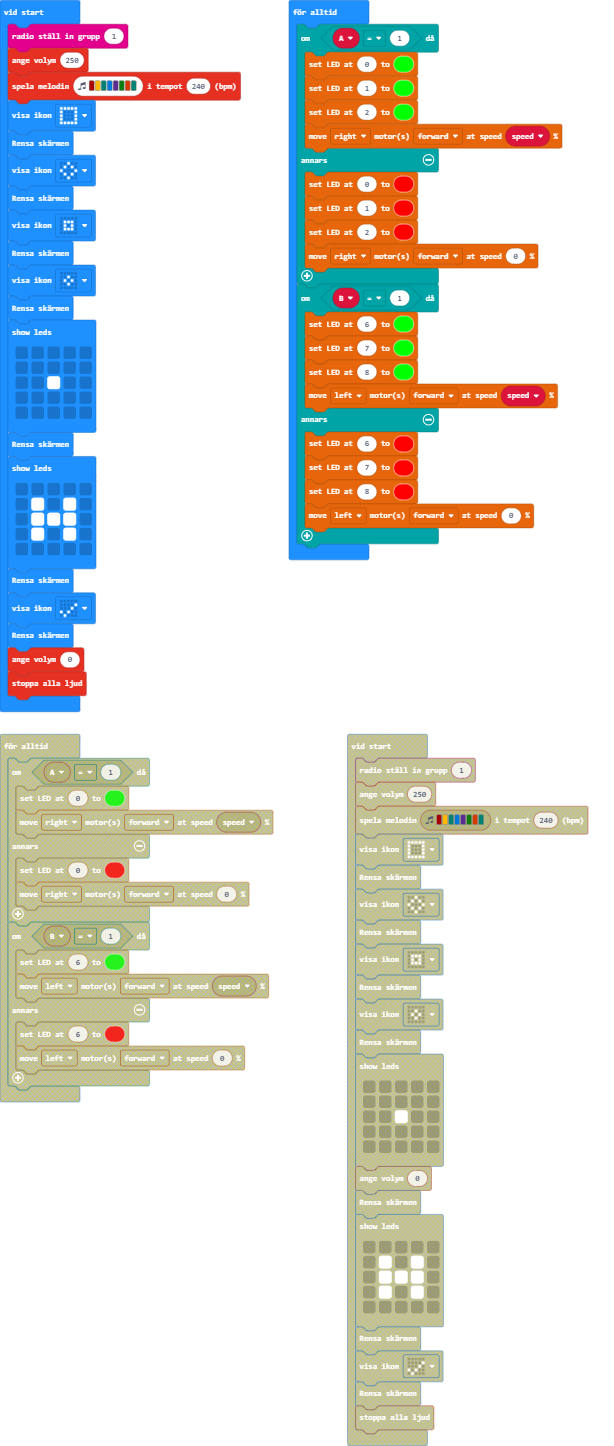 vid start
radio ställ in grupp 1
ange volym 250
spela melodin i tempot 240 (bpm)
visa ikon
Rensa skärmen
visa ikon
Rensa skärmen
visa ikon
Rensa skärmen
visa ikon
Rensa skärmen
show leds
Rensa skärmen
show leds
Rensa skärmen
visa ikon
Rensa skärmen
ange volym 0
stoppa alla ljud
för alltid
om A = 1 då
set LED at 0 to
set LED at 1 to
set LED at 2 to
move right motor(s) forward at speed speed %
annars
set LED at 0 to
set LED at 1 to
set LED at 2 to
move right motor(s) forward at speed 0 %
om B = 1 då
set LED at 6 to
set LED at 7 to
set LED at 8 to
move left motor(s) forward at speed speed %
annars
set LED at 6 to
set LED at 7 to
set LED at 8 to
move left motor(s) forward at speed 0 %
för alltid
om A = 1 då
set LED at 0 to
move right motor(s) forward at speed speed %
annars
set LED at 0 to
move right motor(s) forward at speed 0 %
om B = 1 då
set LED at 6 to
move left motor(s) forward at speed speed %
annars
set LED at 6 to
move left motor(s) forward at speed 0 %
vid start
radio ställ in grupp 1
ange volym 250
spela melodin i tempot 240 (bpm)
visa ikon
Rensa skärmen
visa ikon
Rensa skärmen
visa ikon
Rensa skärmen
visa ikon
Rensa skärmen
show leds
ange volym 0
Rensa skärmen
show leds
Rensa skärmen
visa ikon
Rensa skärmen
stoppa alla ljud